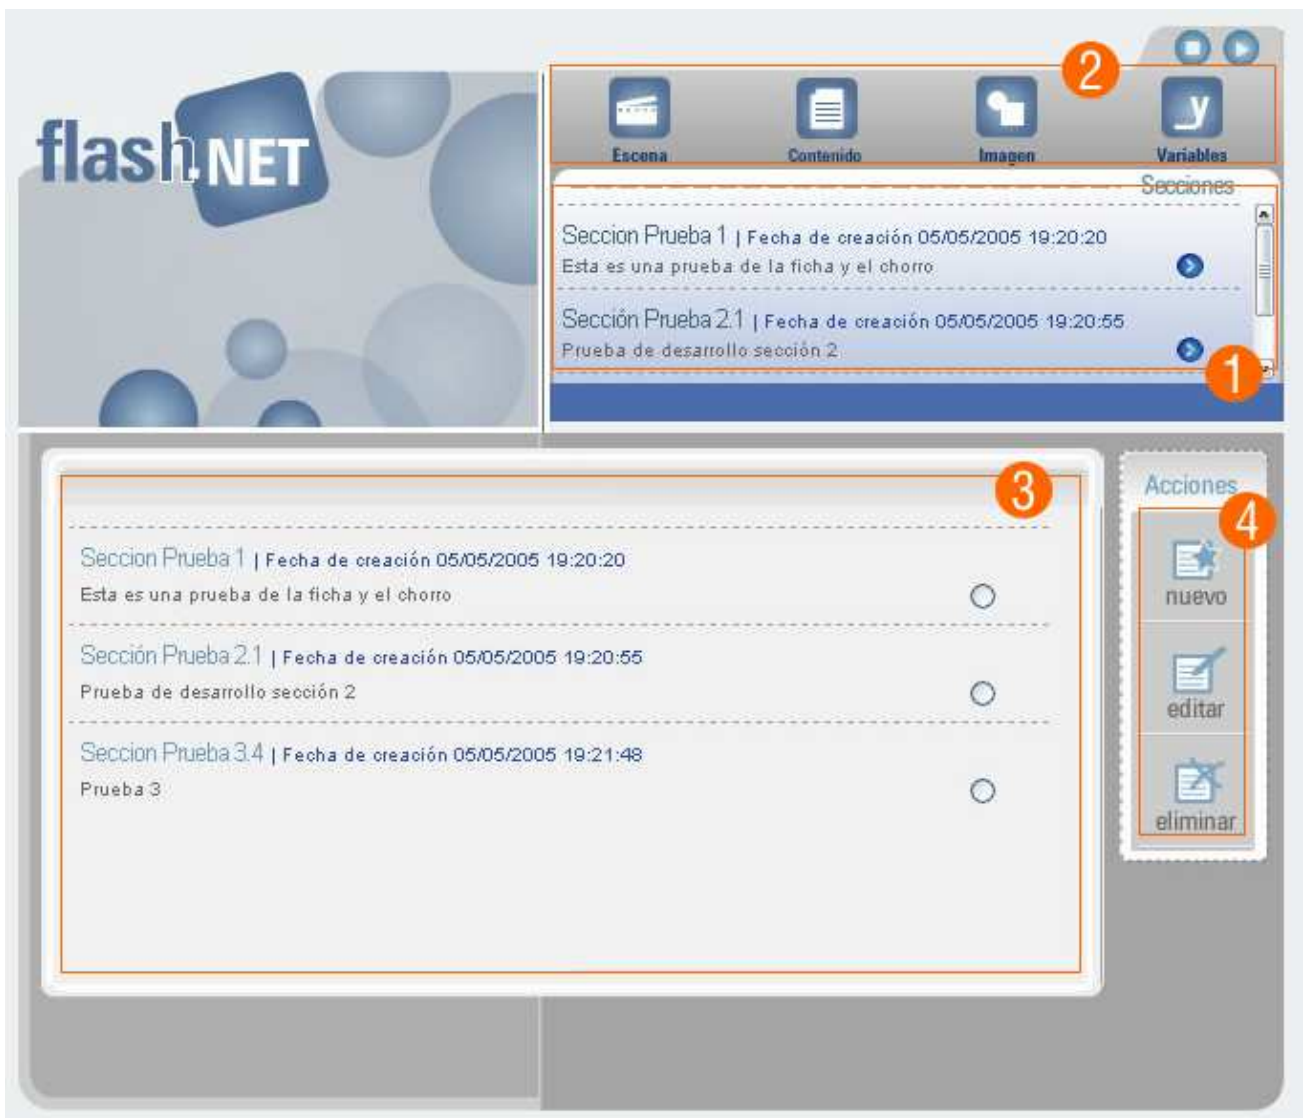 flash.NET
2
Escena
Contenido
Imagen
_y
Variables
Secciones
Seccion Prueba 1 | Fecha de creación 05/05/2005 19:20:20
Esta es una prueba de la ficha y el chorro
Sección Prueba 2.1 | Fecha de creación 05/05/2005 19:20:55
Prueba de desarrollo sección 2
1
3
Seccion Prueba 1 | Fecha de creación 05/05/2005 19:20:20
Esta es una prueba de la ficha y el chorro
Sección Prueba 2.1 | Fecha de creación 05/05/2005 19:20:55
Prueba de desarrollo sección 2
Seccion Prueba 3.4 | Fecha de creación 05/05/2005 19:21:48
Prueba 3
Acciones
4
nuevo
editar
eliminar